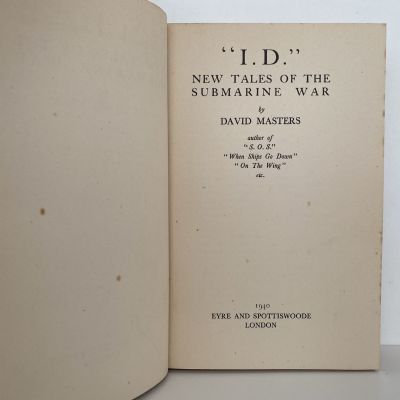 "I.D."
NEW TALES OF THE
SUBMARINE WAR
by
DAVID MASTERS
author of
"S.O.S."
"When Ships Go Down"
"On The Wing"
etc.
1940
EYRE AND SPOTTISWOODE
LONDON